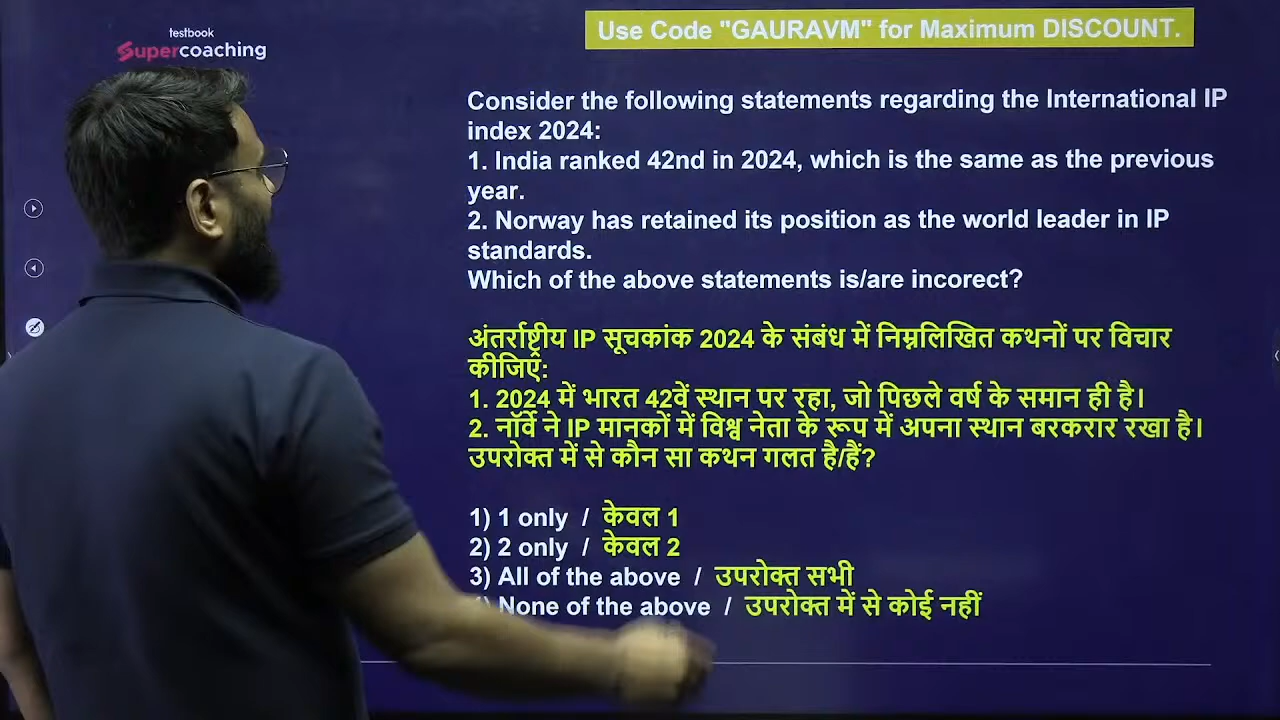 testbook
Supercoaching
Use Code "GAURAVM" for Maximum DISCOUNT.
Consider the following statements regarding the International IP
index 2024:
1. India ranked 42nd in 2024, which is the same as the previous
year.
2. Norway has retained its position as the world leader in IP
standards.
Which of the above statements is/are incorect?
अंतर्राष्ट्रीय IP सूचकांक 2024 के संबंध में निम्नलिखित कथनों पर विचार
कीजिए:
1. 2024 में भारत 42वें स्थान पर रहा, जो पिछले वर्ष के समान ही है।
2. नॉर्वे ने IP मानकों में विश्व नेता के रूप में अपना स्थान बरकरार रखा है।
उपरोक्त में से कौन सा कथन गलत है/हैं?
1) 1 only / केवल 1
2) 2 only / केवल 2
3) All of the above / उपरोक्त सभी
None of the above / उपरोक्त में से कोई नहीं